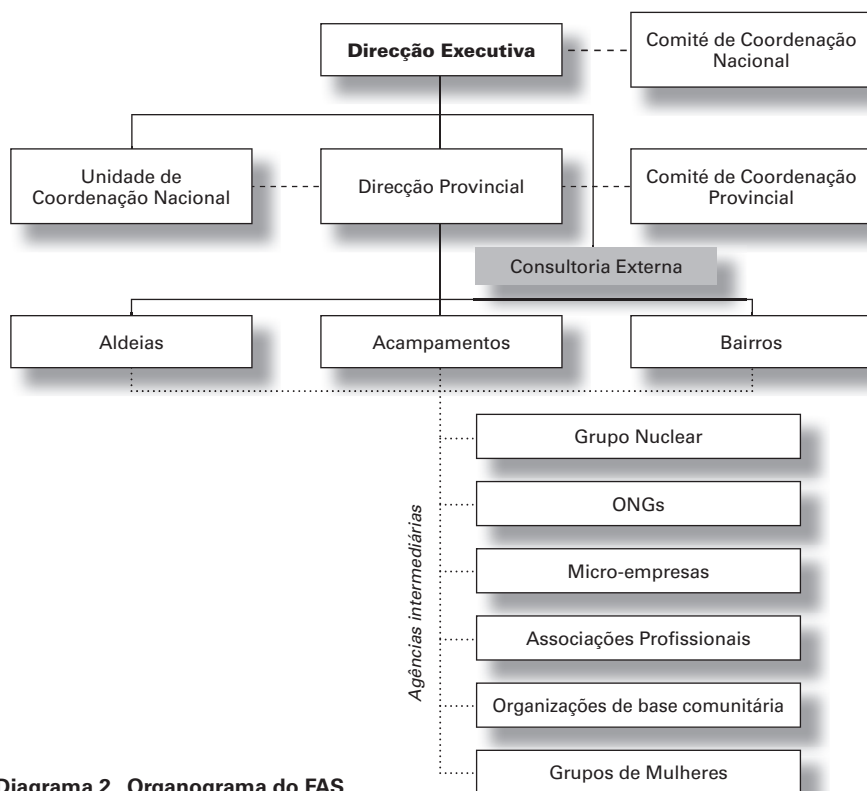 Direcção Executiva
Comité de Coordenação
Nacional
Unidade de
Coordenação Nacional
Direcção Provincial
Comité de Coordenação
Provincial
Consultoria Externa
Aldeias
Acampamentos
Bairros
Agências intermediárias
Grupo Nuclear
ONGs
Micro-empresas
Associações Profissionais
Organizações de base comunitária
Grupos de Mulheres
Diagrama 2 Organograma do FAS